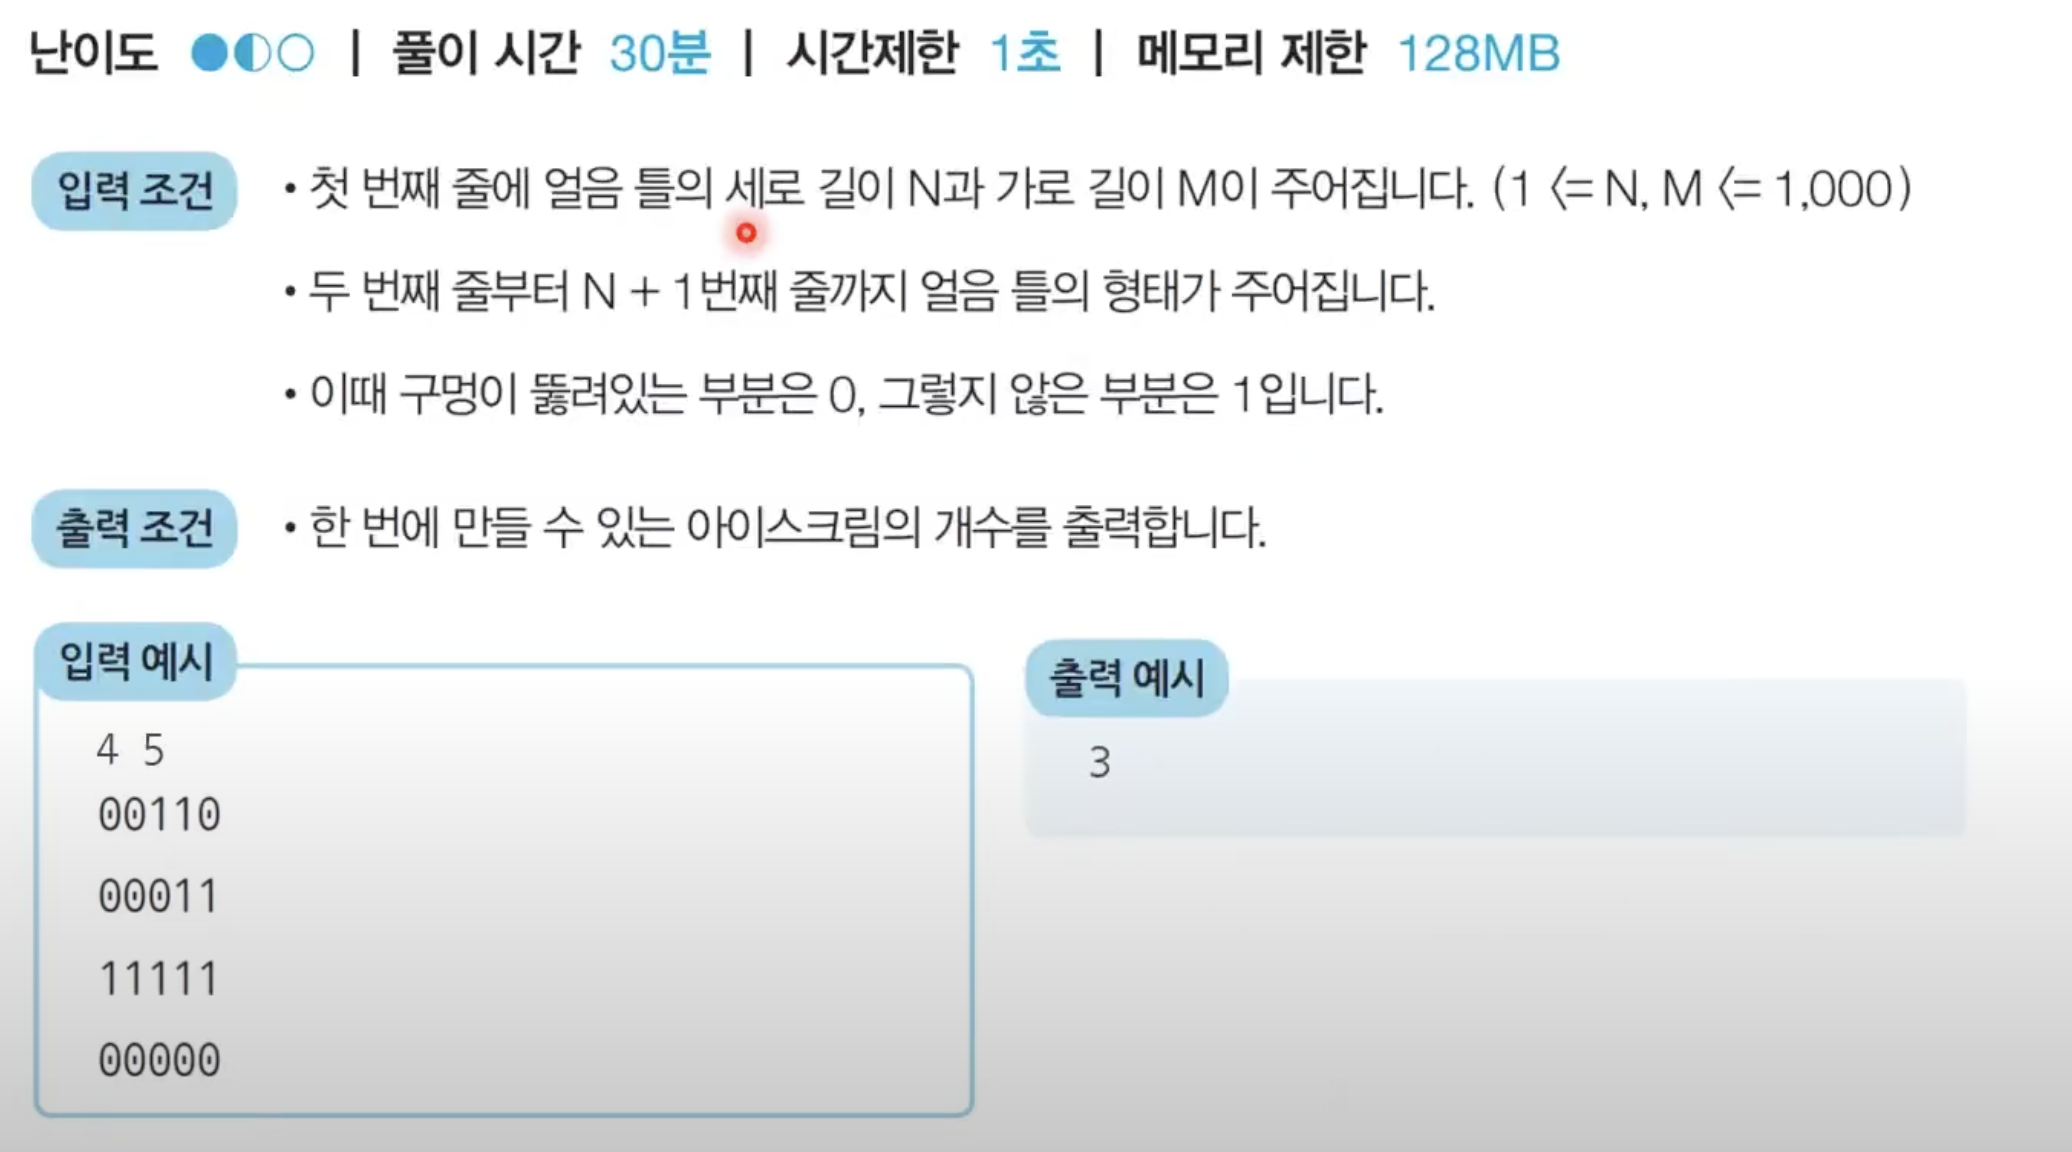 난이도 | 풀이 시간 30분 | 시간제한 1초 | 메모리 제한 128MB
입력 조건 • 첫 번째 줄에 얼음 틀의 세로 길이 N과 가로 길이 M이 주어집니다. (1 <= N, M <= 1,000)
• 두 번째 줄부터 N + 1번째 줄까지 얼음 틀의 형태가 주어집니다.
• 이때 구멍이 뚫려있는 부분은 0, 그렇지 않은 부분은 1입니다.
출력 조건 • 한 번에 만들 수 있는 아이스크림의 개수를 출력합니다.
입력 예시
4 5
00110
00011
11111
00000
출력 예시
3